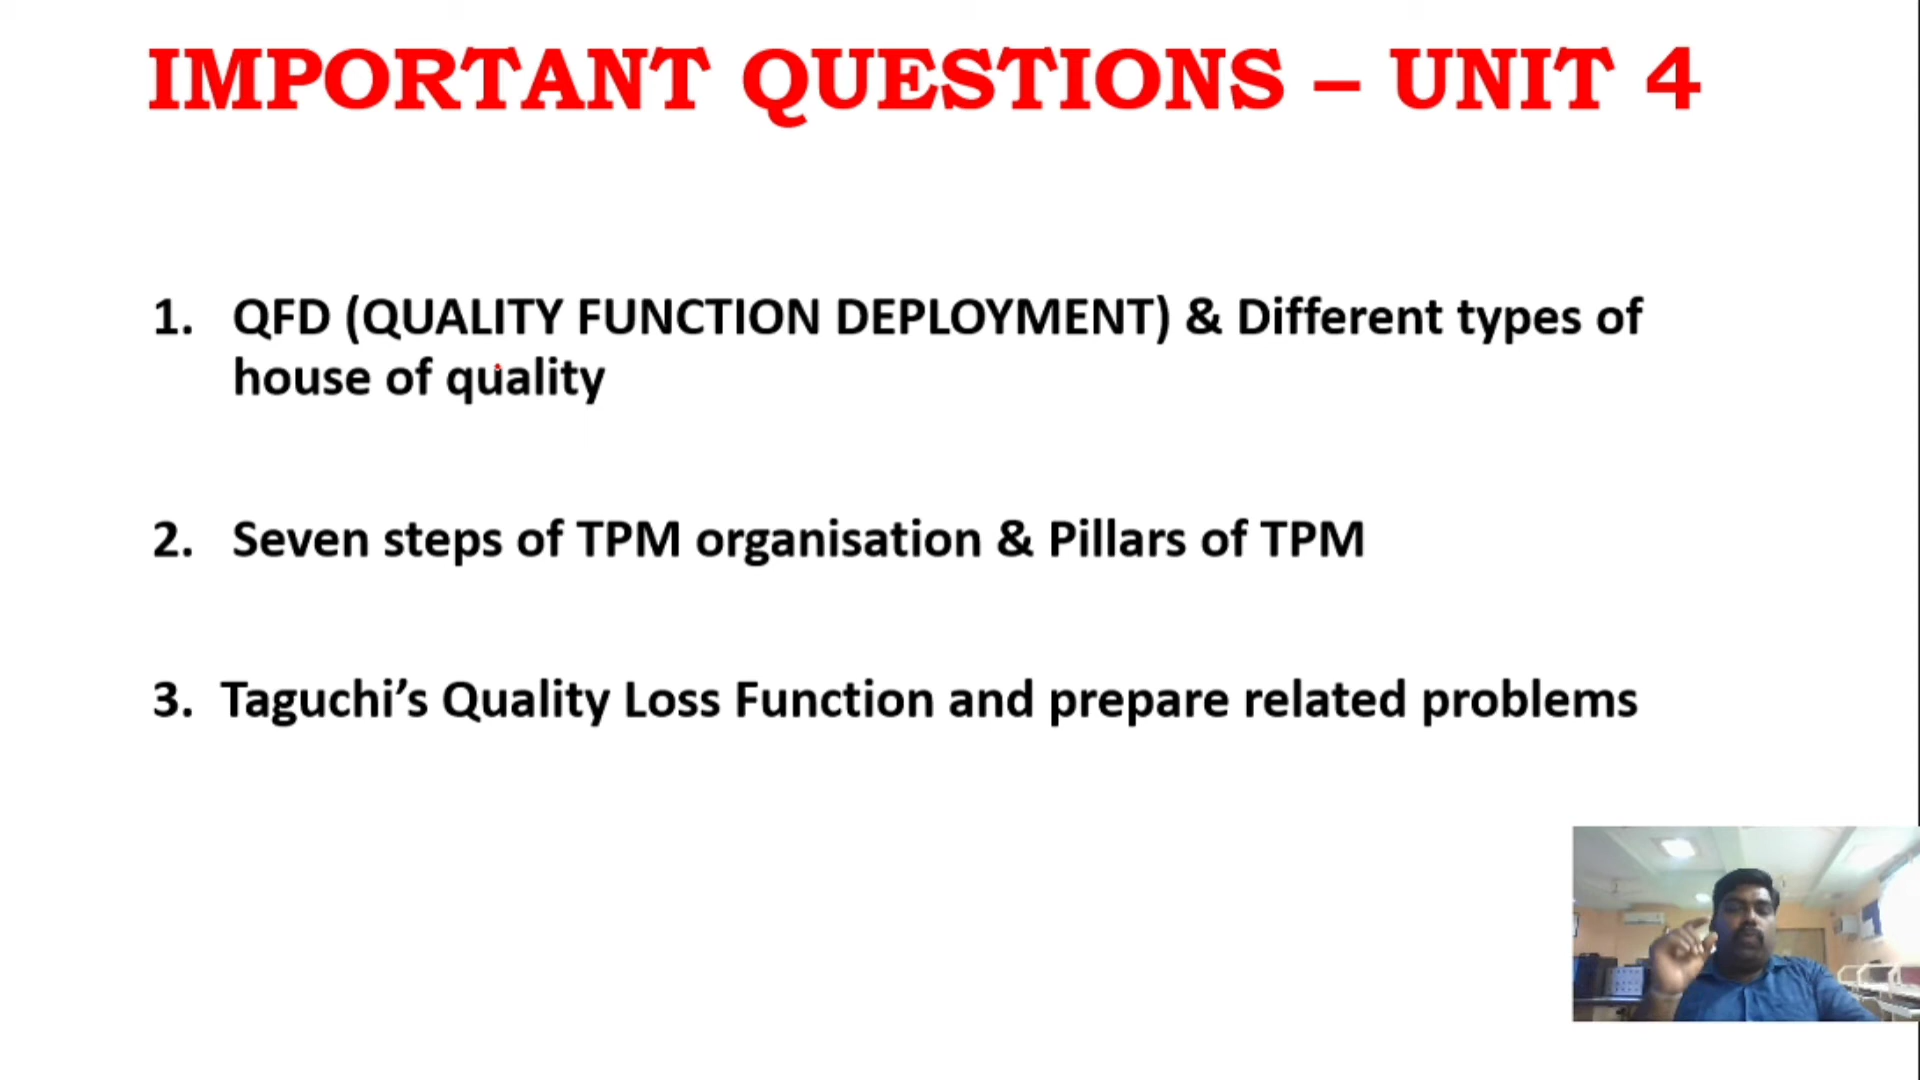 IMPORTANT QUESTIONS – UNIT 4
1. QFD (QUALITY FUNCTION DEPLOYMENT) & Different types of
house of quality
2. Seven steps of TPM organisation & Pillars of TPM
3. Taguchi’s Quality Loss Function and prepare related problems